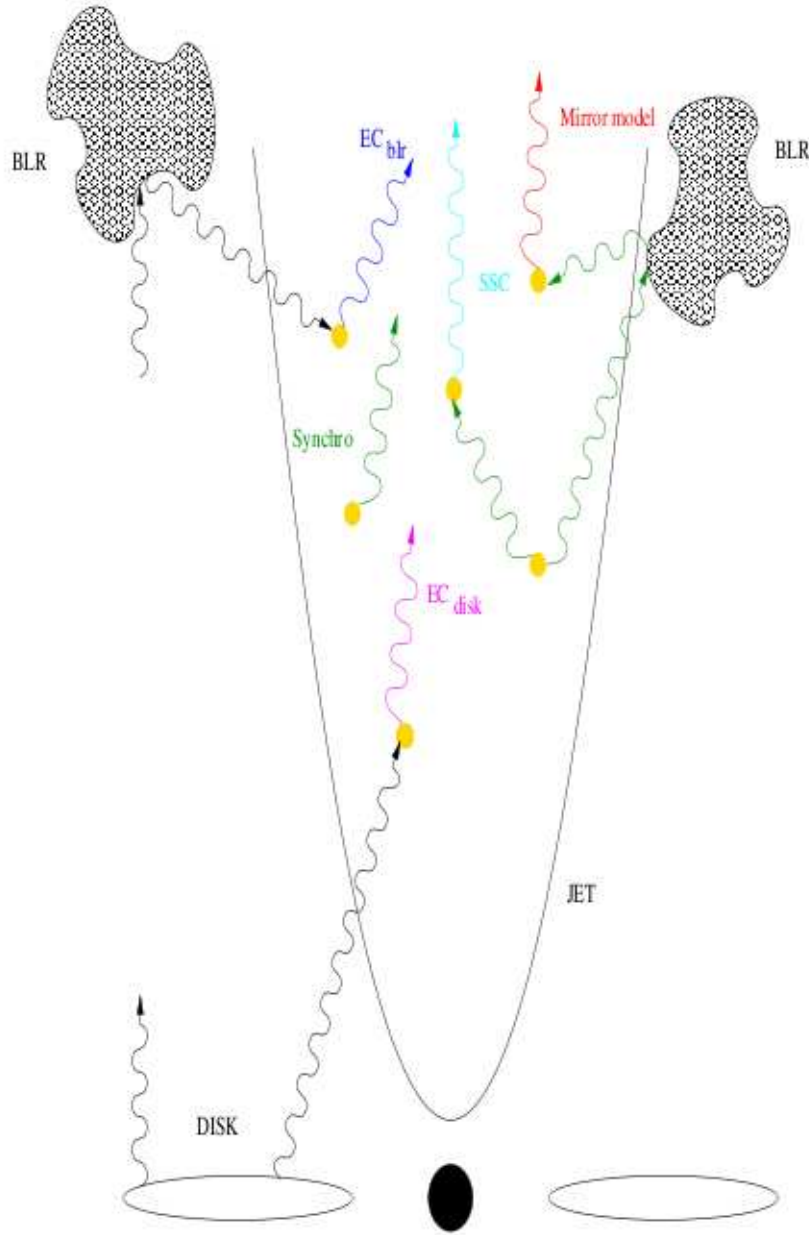 Mirror model
EC blr
BLR
BLR
SSC
Synchro
EC disk
JET
DISK